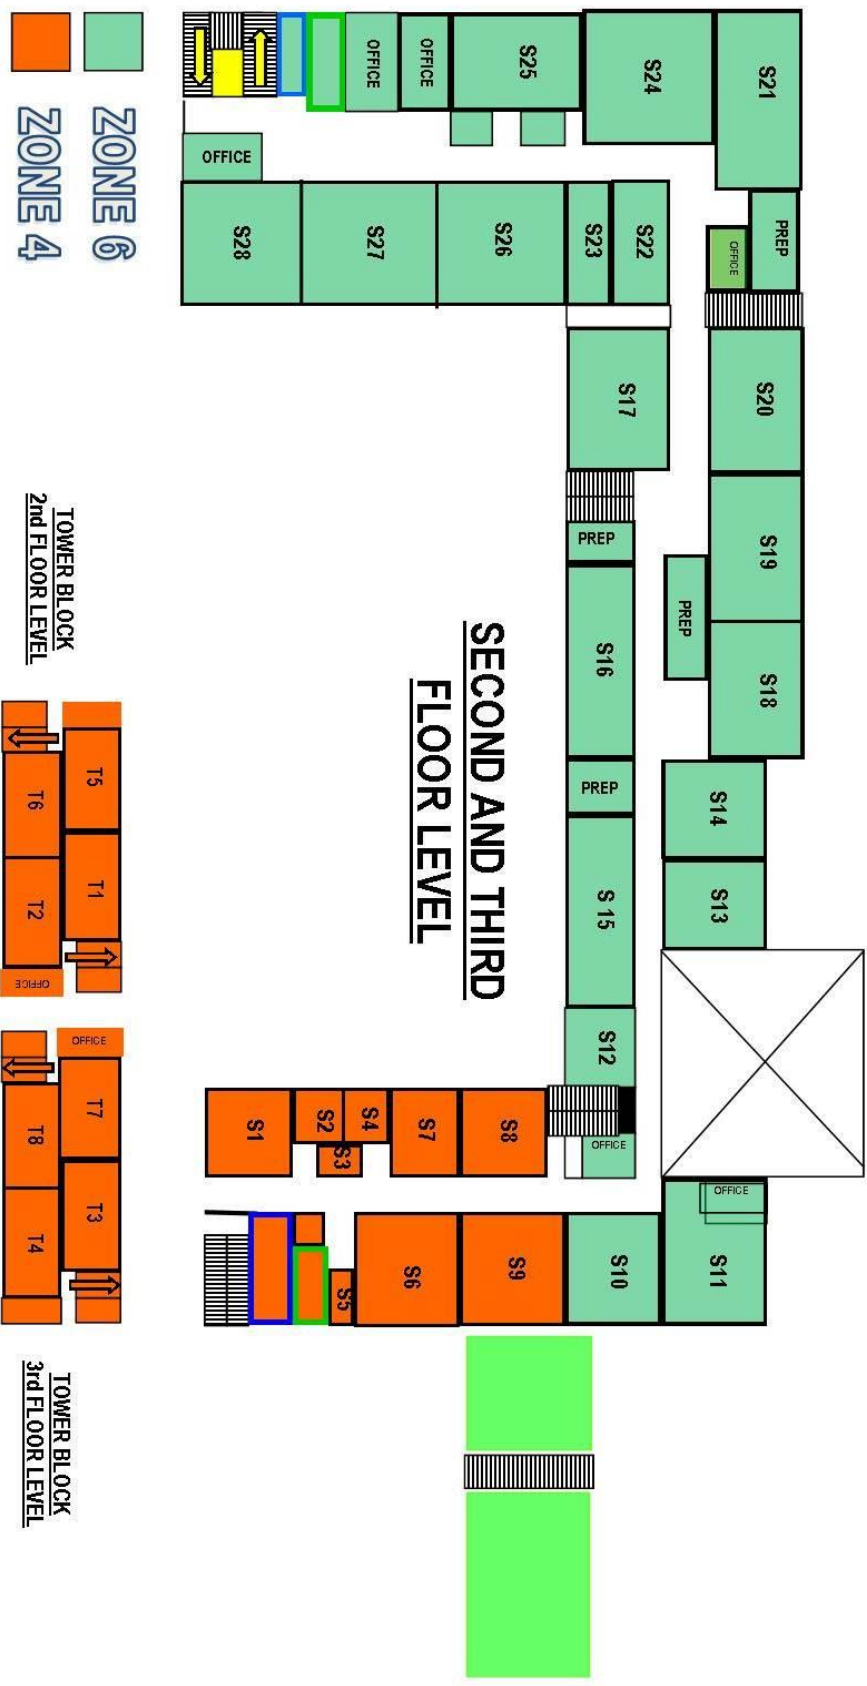 ZONE 6
ZONE 4
OFFICE
OFFICE
S25
S24
S21
OFFICE
S28
S27
S26
S23
S22
OFFICE
PREP
S17
S20
PREP
S16
PREP
S 15
S12
OFFICE
S19
PREP
S18
S14
S13
SECOND AND THIRD
FLOOR LEVEL
S1
S2
S4
S3
S7
S8
OFFICE
S11
S10
S9
S6
S5
TOWER BLOCK
2nd FLOOR LEVEL
T5
T1
T6
T2
OFFICE
OFFICE
T7
T3
T8
T4
TOWER BLOCK
3rd FLOOR LEVEL